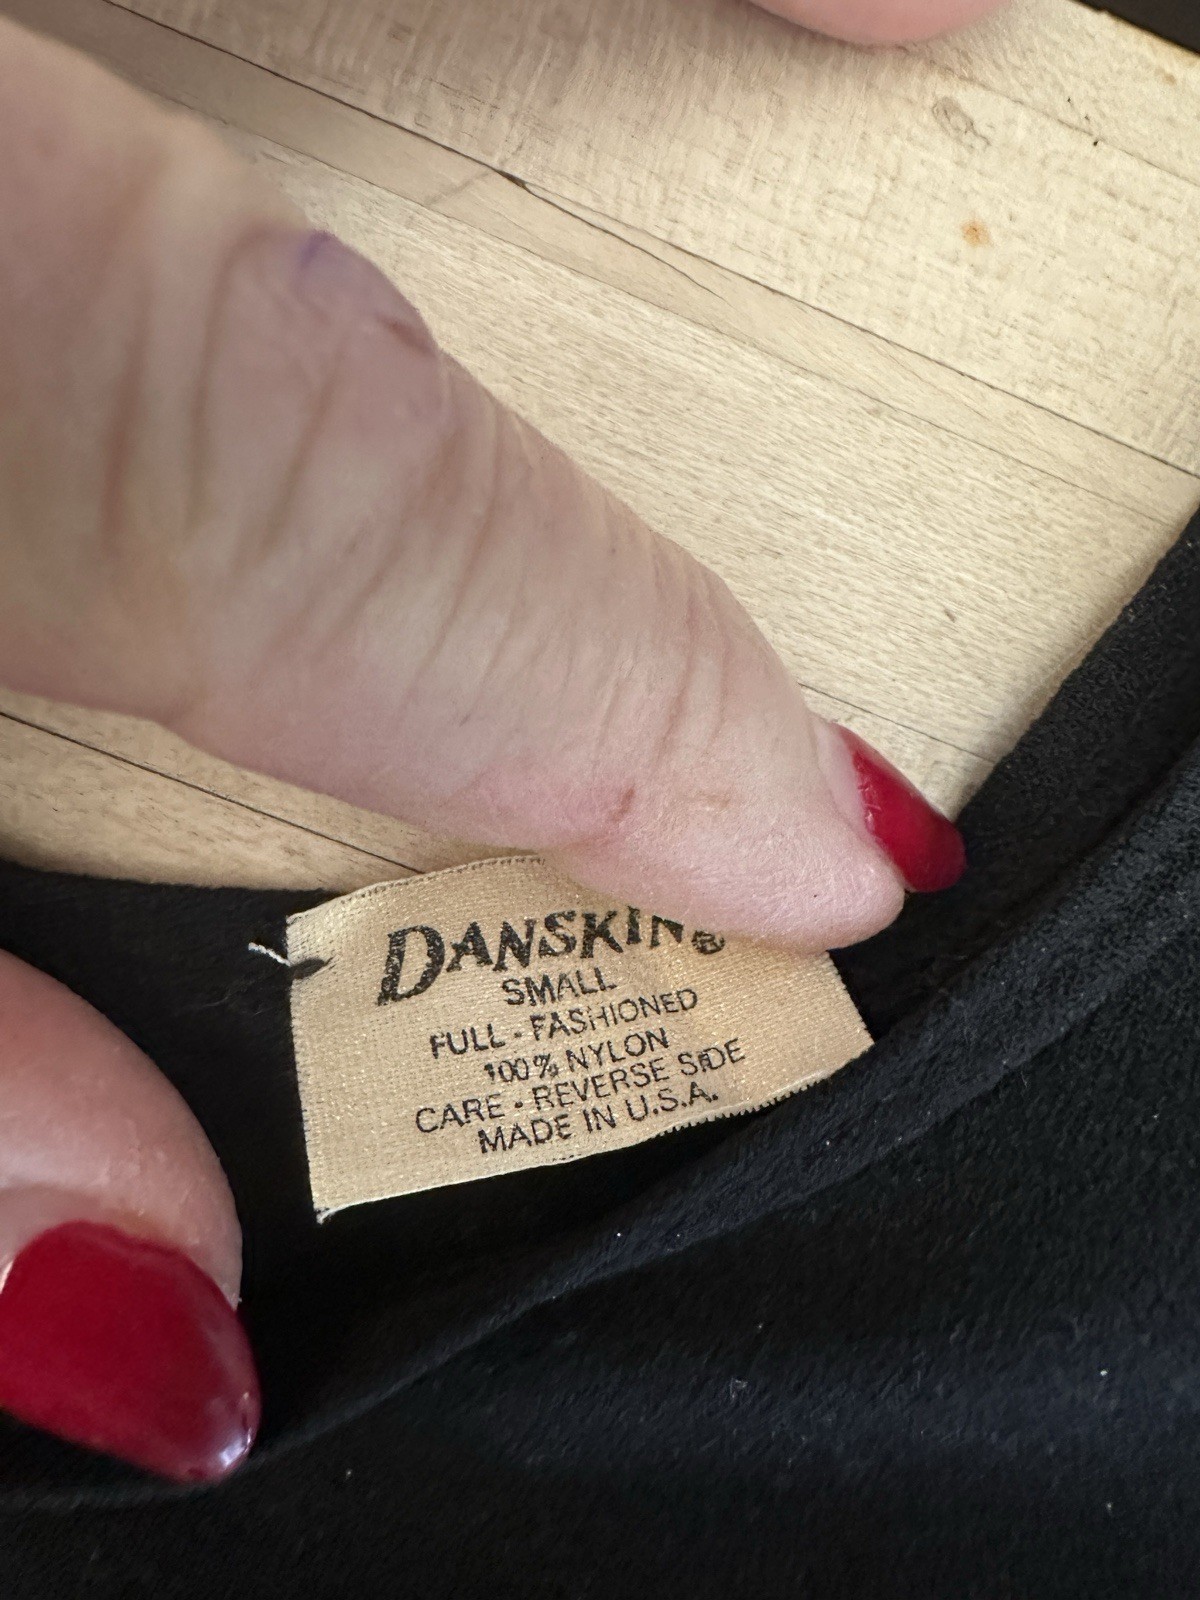 DANSKIN®
SMALL
FULL - FASHIONED
100% NYLON
CARE - REVERSE SIDE
MADE IN U.S.A.